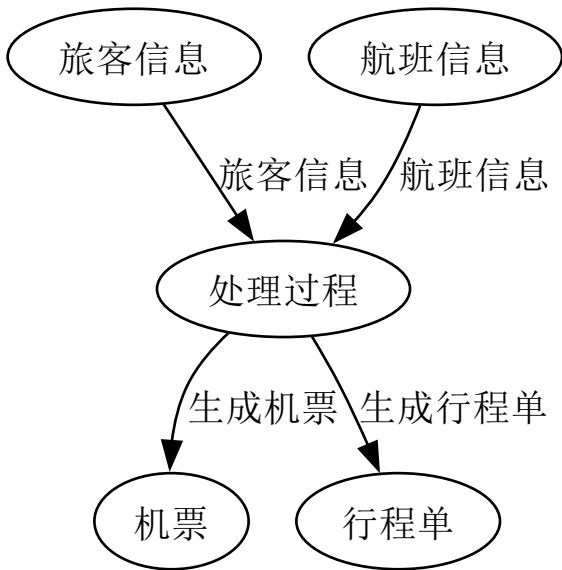 旅客信息
航班信息
旅客信息
航班信息
处理过程
生成机票
生成行程单
机票
行程单